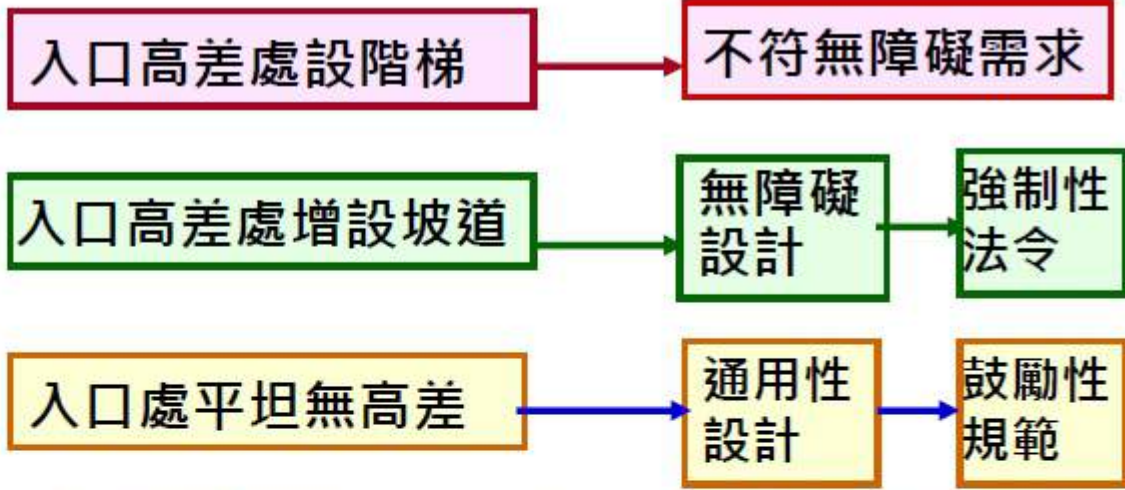 入口高差處設階梯
不符無障礙需求
入口高差處增設坡道
無障礙
設計
強制性
法令
入口處平坦無高差
通用性
設計
鼓勵性
規範